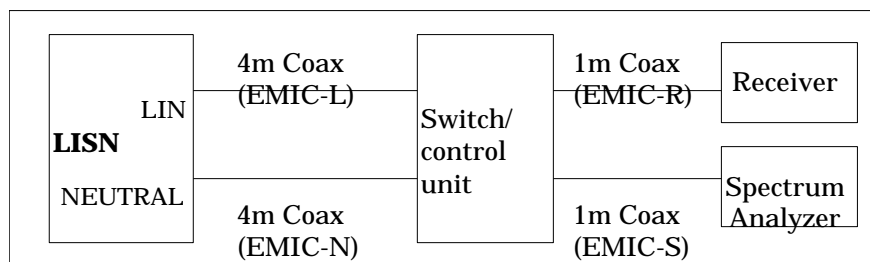 4m Coax
(EMIC-L)
1m Coax
(EMIC-R)
Receiver
LIN
LISN
NEUTRAL
Switch/
control
unit
4m Coax
(EMIC-N)
1m Coax
(EMIC-S)
Spectrum
Analyzer